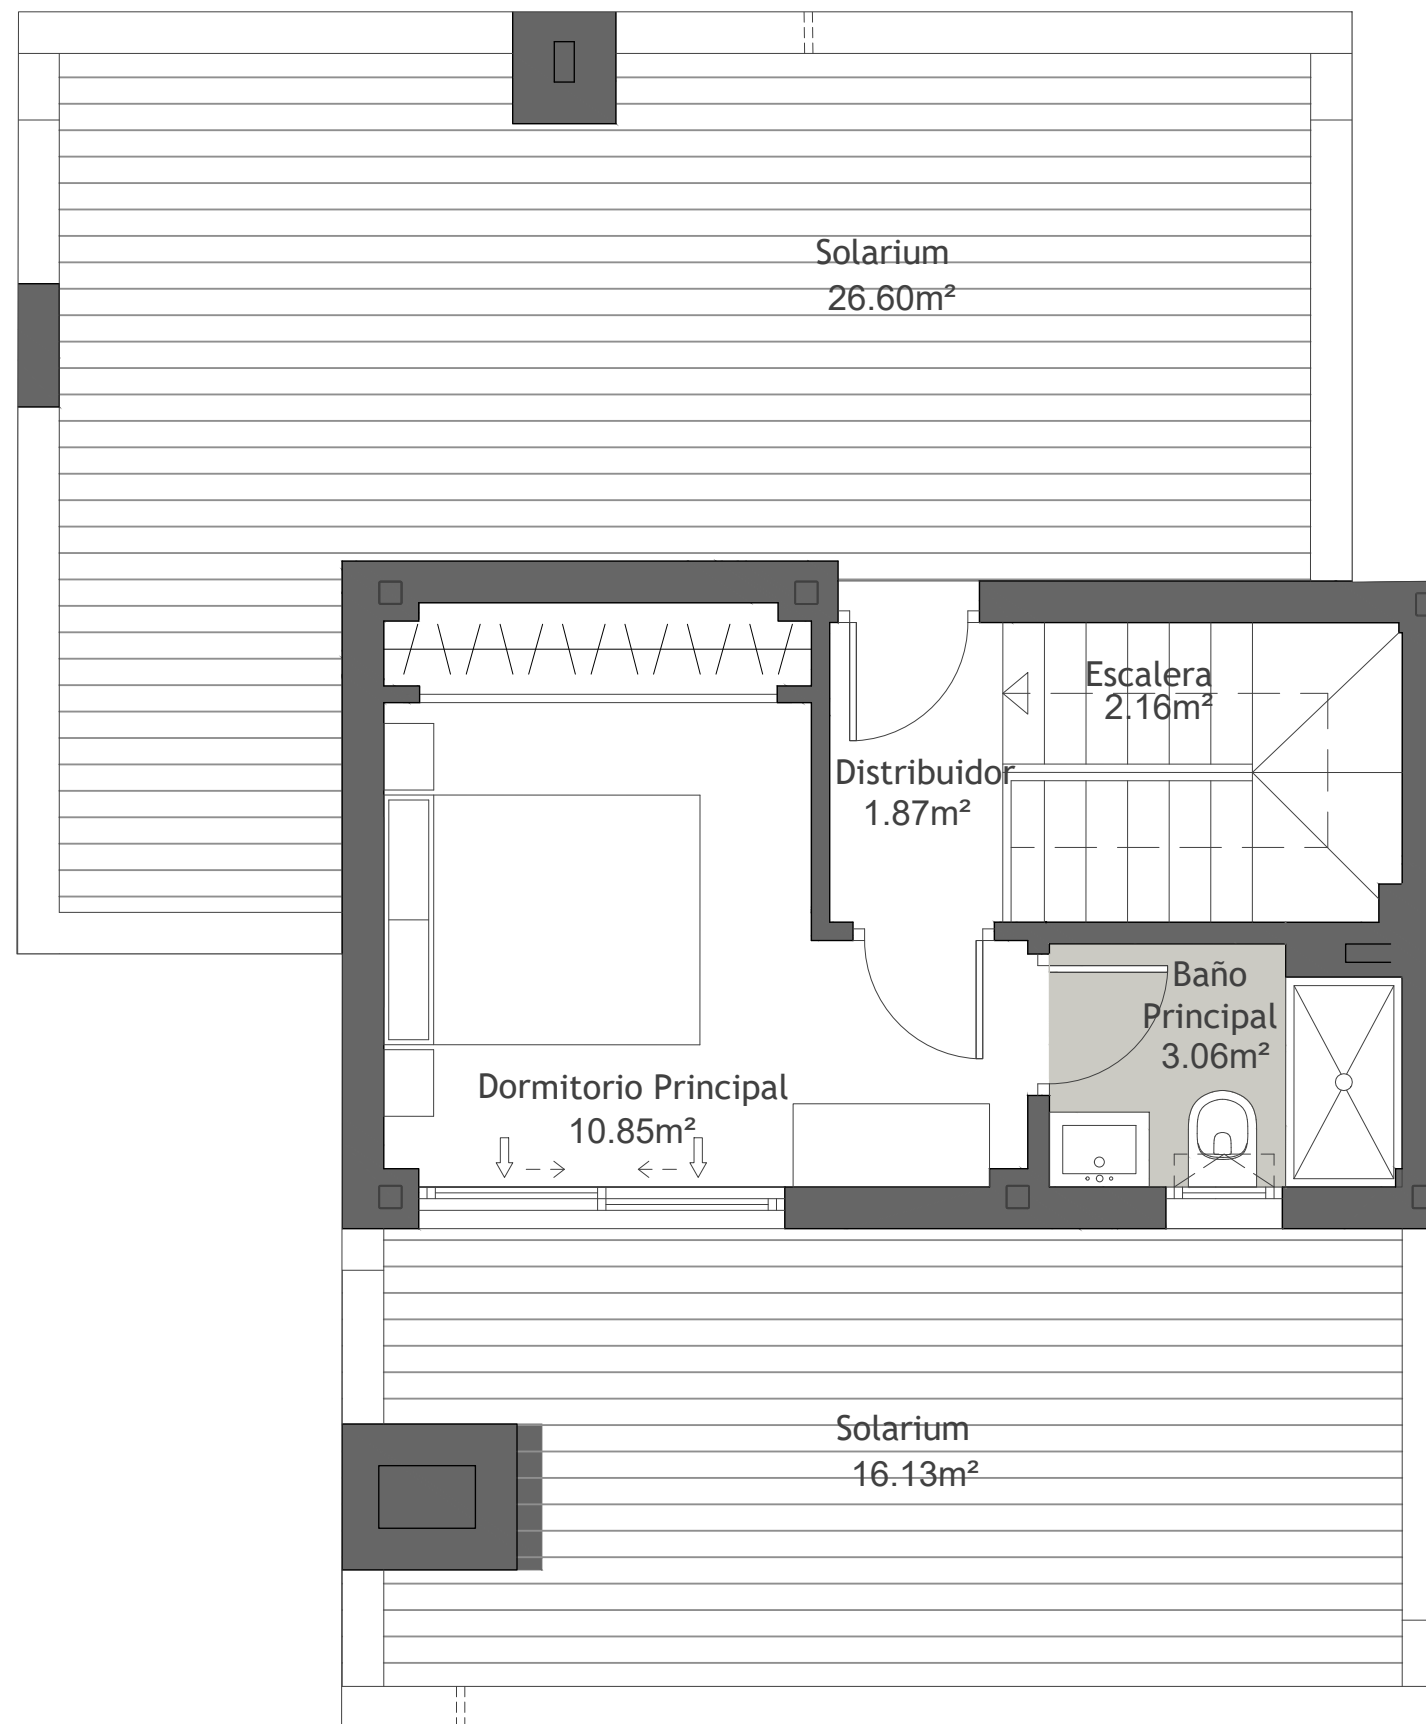 Solarium
26.60m²
Escalera
2.16m²
Distribuidor
1.87m²
Baño
Principal
3.06m²
Dormitorio Principal
10.85m²
Solarium
16.13m²